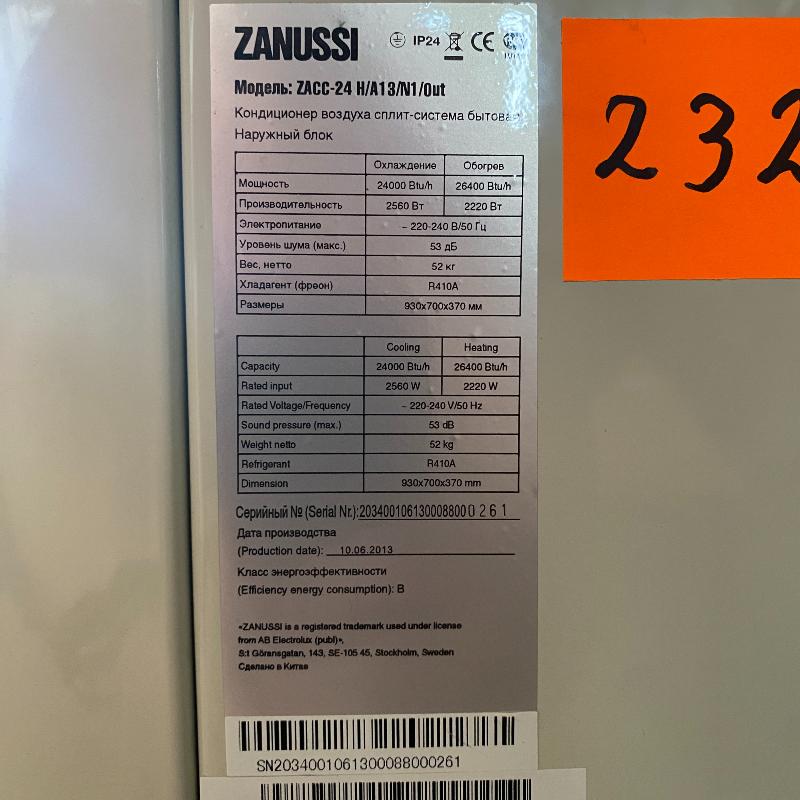 ZANUSSI
IP24 CE
Модель: ZACC-24 H/A13/N1/Out
Кондиционер воздуха сплит-система бытовая
Наружный блок
Охлаждение Обогрев
Мощность 24000 Btu/h 26400 Btu/h
Производительность 2560 Вт 2220 Вт
Электропитание ~ 220-240 В/50 Гц
Уровень шума (макс.) 53 дБ
Вес, нетто 52 кг
Хладагент (фреон) R410A
Размеры 930x700x370 мм
Cooling Heating
Capacity 24000 Btu/h 26400 Btu/h
Rated input 2560 W 2220 W
Rated Voltage/Frequency ~ 220-240 V/50 Hz
Sound pressure (max.) 53 dB
Weight netto 52 kg
Refrigerant R410A
Dimension 930x700x370 mm
Серийный № (Serial Nr.):2034001061300088000261
Дата производства
(Production date): 10.06.2013
Класс энергоэффективности
(Efficiency energy consumption): B
«ZANUSSI is a registered trademark used under license
from AB Electrolux (publ)»,
S:t Göransgatan, 143, SE-105 45, Stockholm, Sweden
Сделано в Китае
SN2034001061300088000261
232